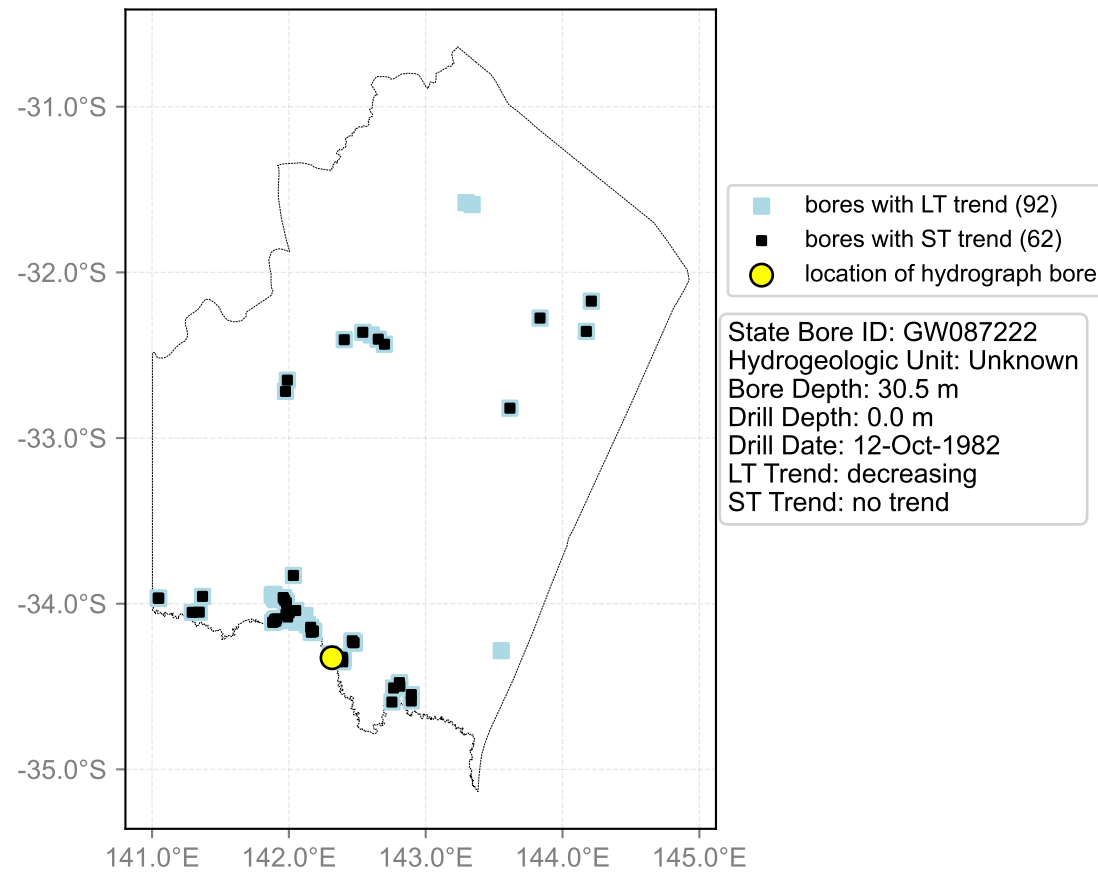 -31.0°S
-32.0°S
-33.0°S
-34.0°S
-35.0°S
141.0°E 142.0°E 143.0°E 144.0°E 145.0°E
bores with LT trend (92)
bores with ST trend (62)
location of hydrograph bore
State Bore ID: GW087222
Hydrogeologic Unit: Unknown
Bore Depth: 30.5 m
Drill Depth: 0.0 m
Drill Date: 12-Oct-1982
LT Trend: decreasing
ST Trend: no trend